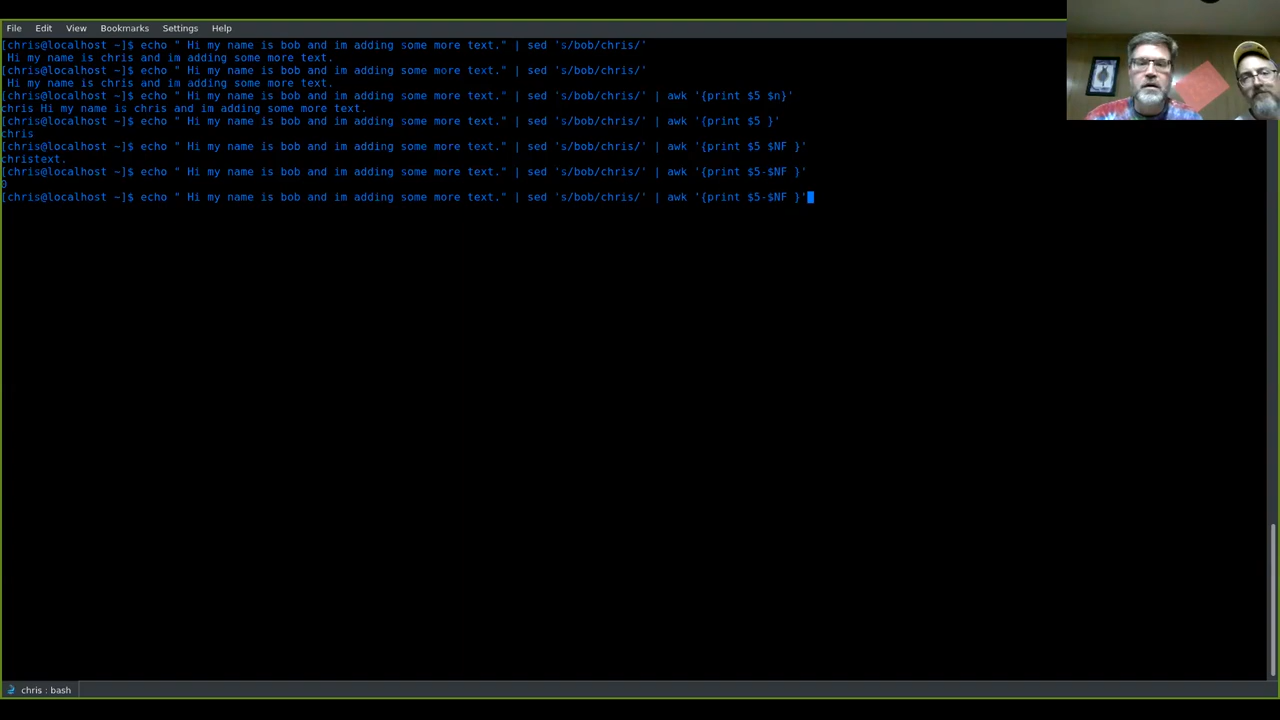 File Edit View Bookmarks Settings Help
[chris@localhost ~]$ echo " Hi my name is bob and im adding some more text." | sed 's/bob/chris/'
 Hi my name is chris and im adding some more text.
[chris@localhost ~]$ echo " Hi my name is bob and im adding some more text." | sed 's/bob/chris/'
 Hi my name is chris and im adding some more text.
[chris@localhost ~]$ echo " Hi my name is bob and im adding some more text." | sed 's/bob/chris/' | awk '{print $5 $n}'
chris Hi my name is chris and im adding some more text.
[chris@localhost ~]$ echo " Hi my name is bob and im adding some more text." | sed 's/bob/chris/' | awk '{print $5 }'
chris
[chris@localhost ~]$ echo " Hi my name is bob and im adding some more text." | sed 's/bob/chris/' | awk '{print $5 $NF }'
christext.
[chris@localhost ~]$ echo " Hi my name is bob and im adding some more text." | sed 's/bob/chris/' | awk '{print $5-$NF }'
0
[chris@localhost ~]$ echo " Hi my name is bob and im adding some more text." | sed 's/bob/chris/' | awk '{print $5-$NF }'
chris : bash